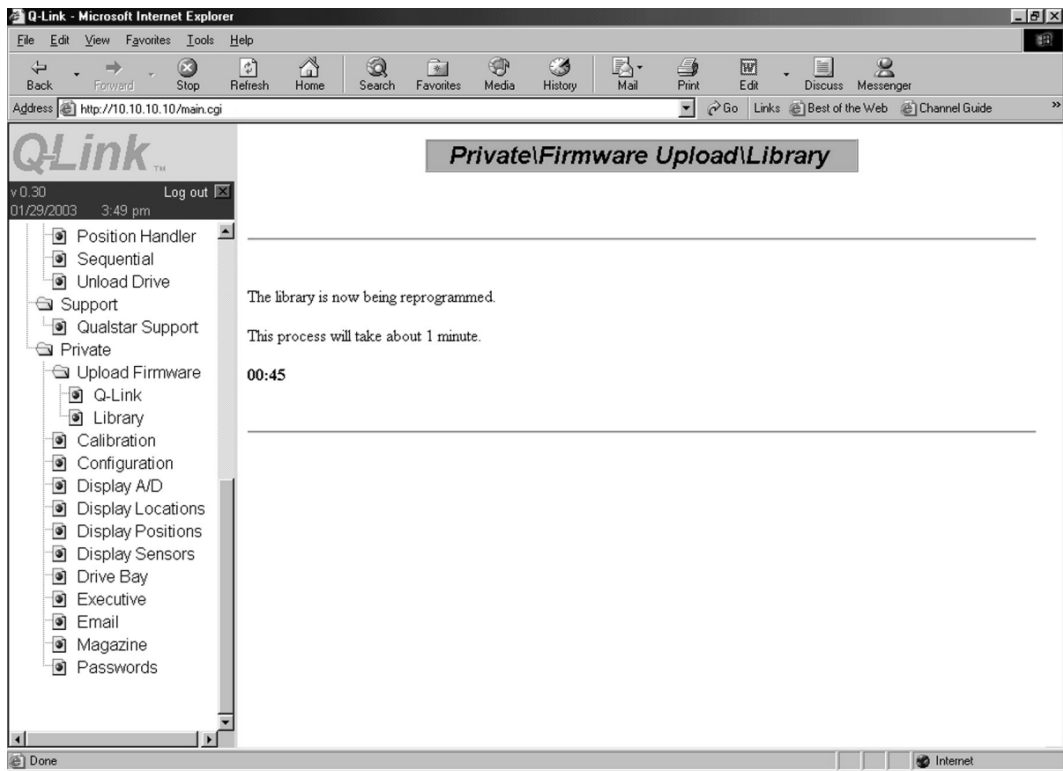 Q-Link - Microsoft Internet Explorer
File Edit View Favorites Tools Help
Back Forward Stop Refresh Home Search Favorites Media History Mail Print Edit Discuss Messenger
Address http://10.10.10.10/main.cgi Go Links Best of the Web Channel Guide »
Q-Link ™
v 0.30 Log out
01/29/2003 3:49 pm
Position Handler
Sequential
Unload Drive
Support
Qualstar Support
Private
Upload Firmware
Q-Link
Library
Calibration
Configuration
Display A/D
Display Locations
Display Positions
Display Sensors
Drive Bay
Executive
Email
Magazine
Passwords
Private\Firmware Upload\Library
The library is now being reprogrammed.
This process will take about 1 minute.
00:45
Done Internet